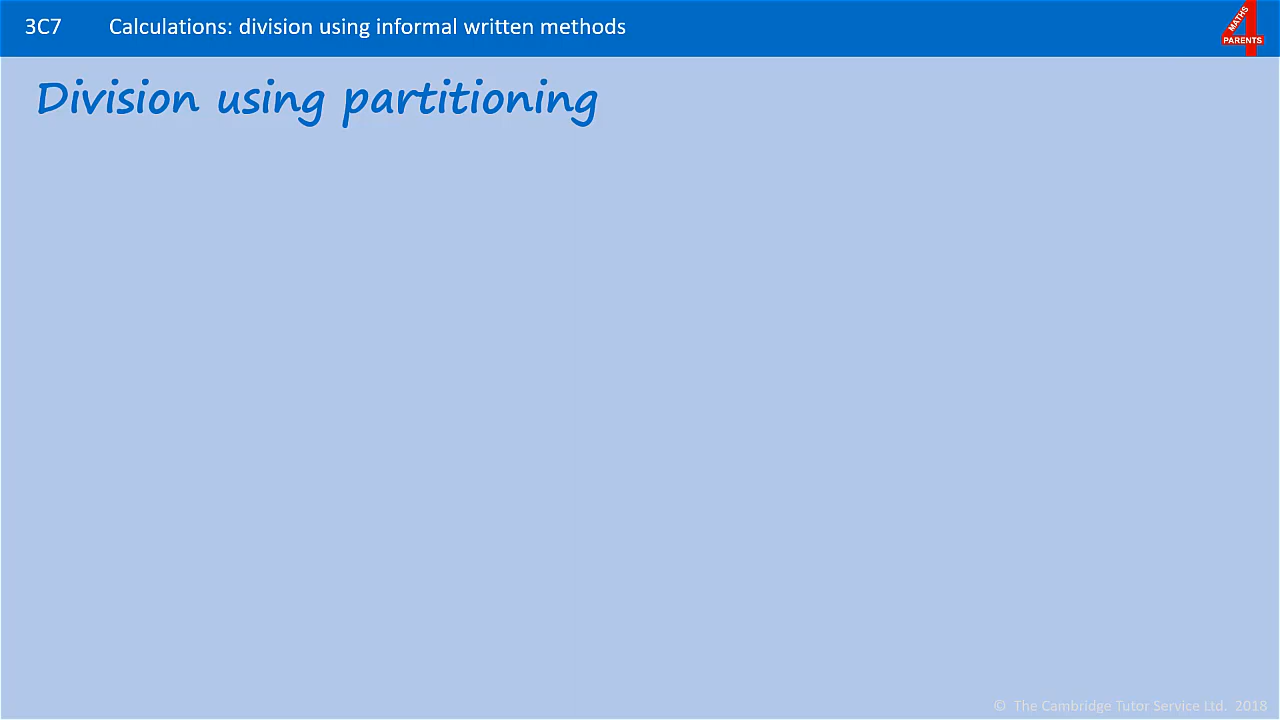 3C7 Calculations: division using informal written methods
MATHS
4
PARENTS
Division using partitioning
© The Cambridge Tutor Service Ltd. 2018